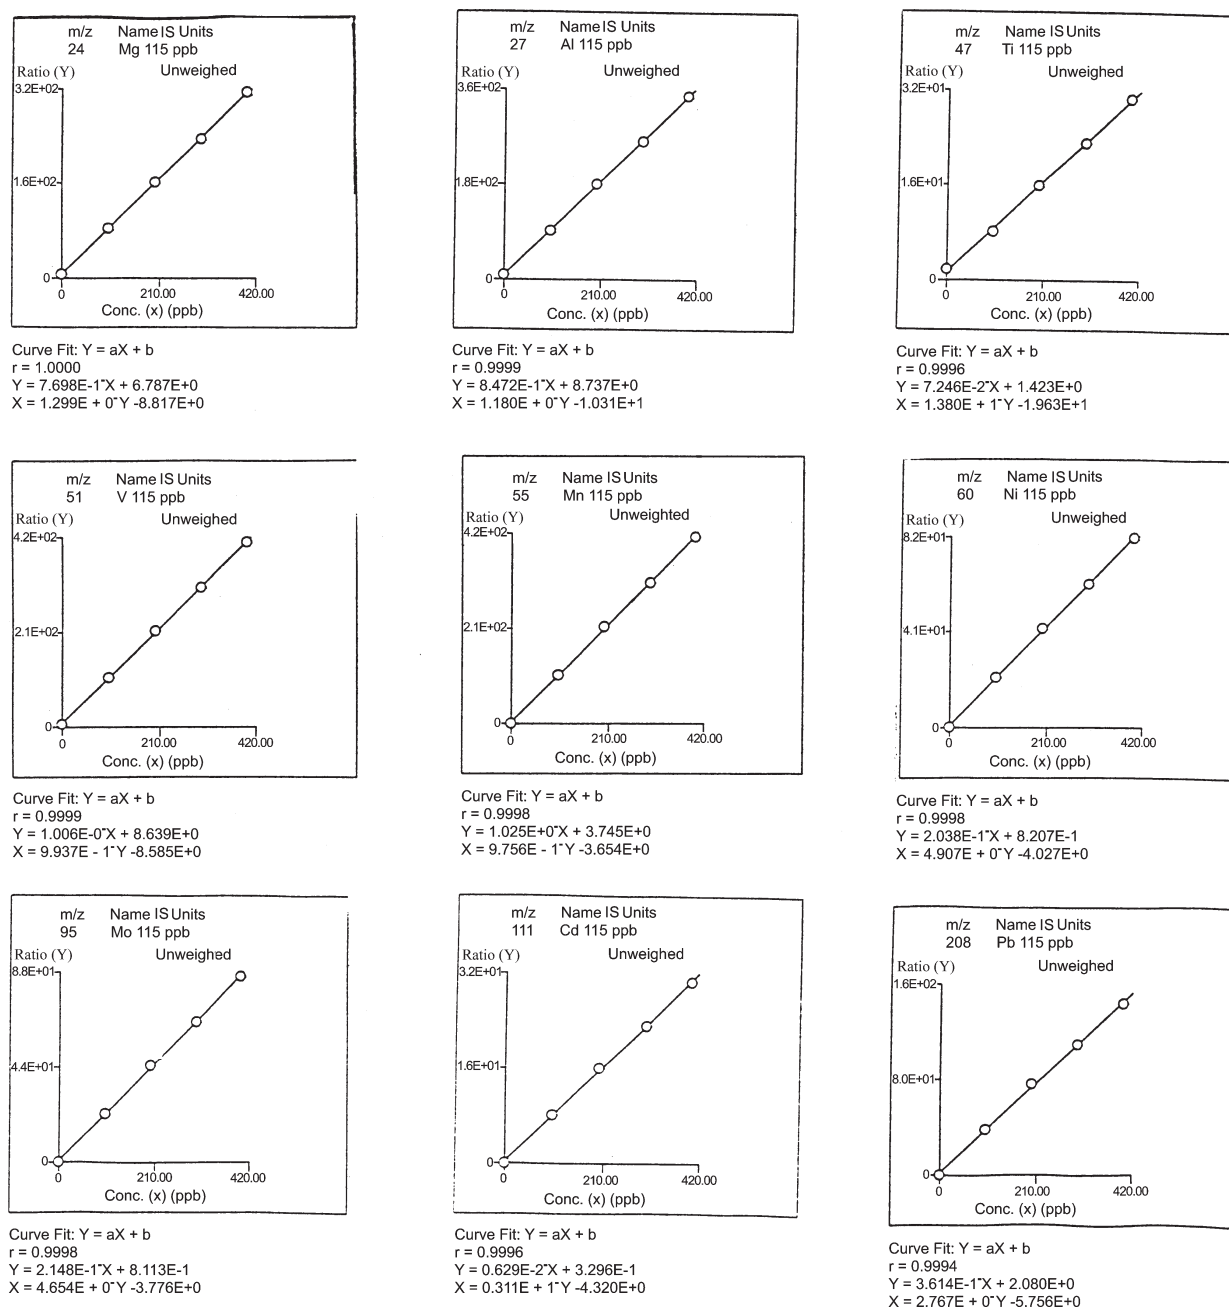 m/z Name IS Units
24 Mg 115 ppb
Ratio (Y) Unweighed
3.2E+02
1.6E+02
0
0 210.00 420.00
Conc. (x) (ppb)
Curve Fit: Y = aX + b
r = 1.0000
Y = 7.698E-1*X + 6.787E+0
X = 1.299E + 0*Y -8.817E+0
m/z Name IS Units
27 Al 115 ppb
Ratio (Y) Unweighed
3.6E+02
1.8E+02
0
0 210.00 420.00
Conc. (x) (ppb)
Curve Fit: Y = aX + b
r = 0.9999
Y = 8.472E-1*X + 8.737E+0
X = 1.180E + 0*Y -1.031E+1
m/z Name IS Units
47 Ti 115 ppb
Ratio (Y) Unweighed
3.2E+01
1.6E+01
0
0 210.00 420.00
Conc. (x) (ppb)
Curve Fit: Y = aX + b
r = 0.9996
Y = 7.246E-2*X + 1.423E+0
X = 1.380E + 1*Y -1.963E+1
m/z Name IS Units
51 V 115 ppb
Ratio (Y) Unweighed
4.2E+02
2.1E+02
0
0 210.00 420.00
Conc. (x) (ppb)
Curve Fit: Y = aX + b
r = 0.9999
Y = 1.006E-0*X + 8.639E+0
X = 9.937E - 1*Y -8.585E+0
m/z Name IS Units
55 Mn 115 ppb
Ratio (Y) Unweighted
4.2E+02
2.1E+02
0
0 210.00 420.00
Conc. (x) (ppb)
Curve Fit: Y = aX + b
r = 0.9998
Y = 1.025E+0*X + 3.745E+0
X = 9.756E - 1*Y -3.654E+0
m/z Name IS Units
60 Ni 115 ppb
Ratio (Y) Unweighed
8.2E+01
4.1E+01
0
0 210.00 420.00
Conc. (x) (ppb)
Curve Fit: Y = aX + b
r = 0.9998
Y = 2.038E-1*X + 8.207E-1
X = 4.907E + 0*Y -4.027E+0
m/z Name IS Units
95 Mo 115 ppb
Ratio (Y) Unweighed
8.8E+01
4.4E+01
0
0 210.00 420.00
Conc. (x) (ppb)
Curve Fit: Y = aX + b
r = 0.9998
Y = 2.148E-1*X + 8.113E-1
X = 4.654E + 0*Y -3.776E+0
m/z Name IS Units
111 Cd 115 ppb
Ratio (Y) Unweighed
3.2E+01
1.6E+01
0
0 210.00 420.00
Conc. (x) (ppb)
Curve Fit: Y = aX + b
r = 0.9996
Y = 0.629E-2*X + 3.296E-1
X = 0.311E + 1*Y -4.320E+0
m/z Name IS Units
208 Pb 115 ppb
Ratio (Y) Unweighed
1.6E+02
8.0E+01
0
0 210.00 420.00
Conc. (x) (ppb)
Curve Fit: Y = aX + b
r = 0.9994
Y = 3.614E-1*X + 2.080E+0
X = 2.767E + 0*Y -5.756E+0